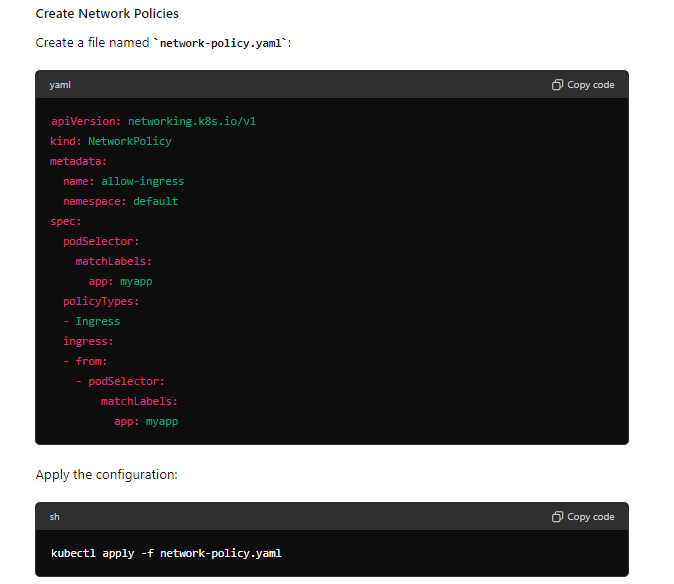 Create Network Policies
Create a file named `network-policy.yaml`:
yaml
Copy code
apiVersion: networking.k8s.io/v1
kind: NetworkPolicy
metadata:
  name: allow-ingress
  namespace: default
spec:
  podSelector:
    matchLabels:
      app: myapp
  policyTypes:
  - Ingress
  ingress:
  - from:
    - podSelector:
        matchLabels:
          app: myapp
Apply the configuration:
sh
Copy code
kubectl apply -f network-policy.yaml